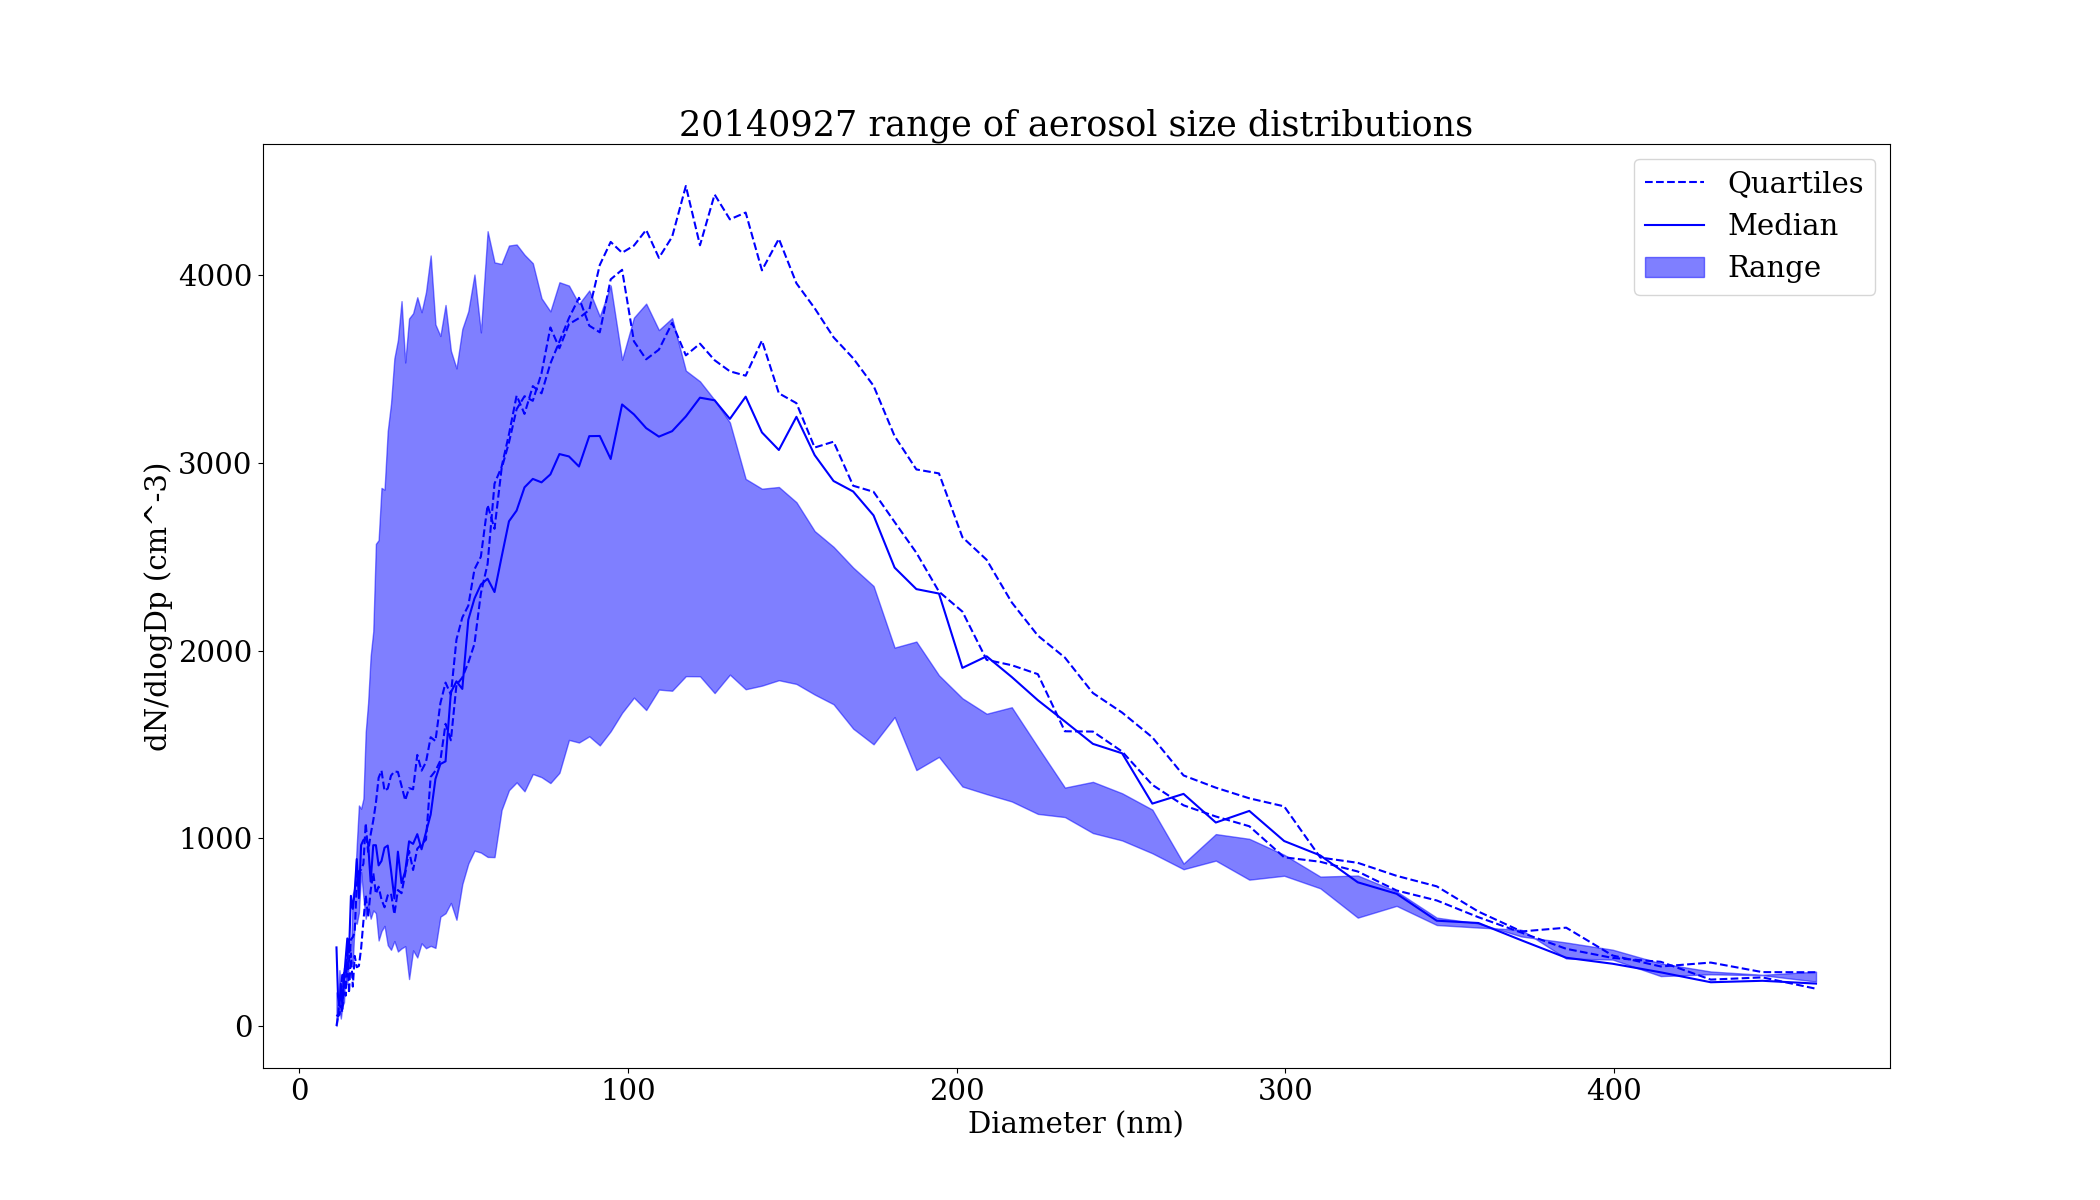 20140927 range of aerosol size distributions
Quartiles
Median
Range
dN/dlogDp (cm^-3)
4000
3000
2000
1000
0
0 100 200 300 400
Diameter (nm)